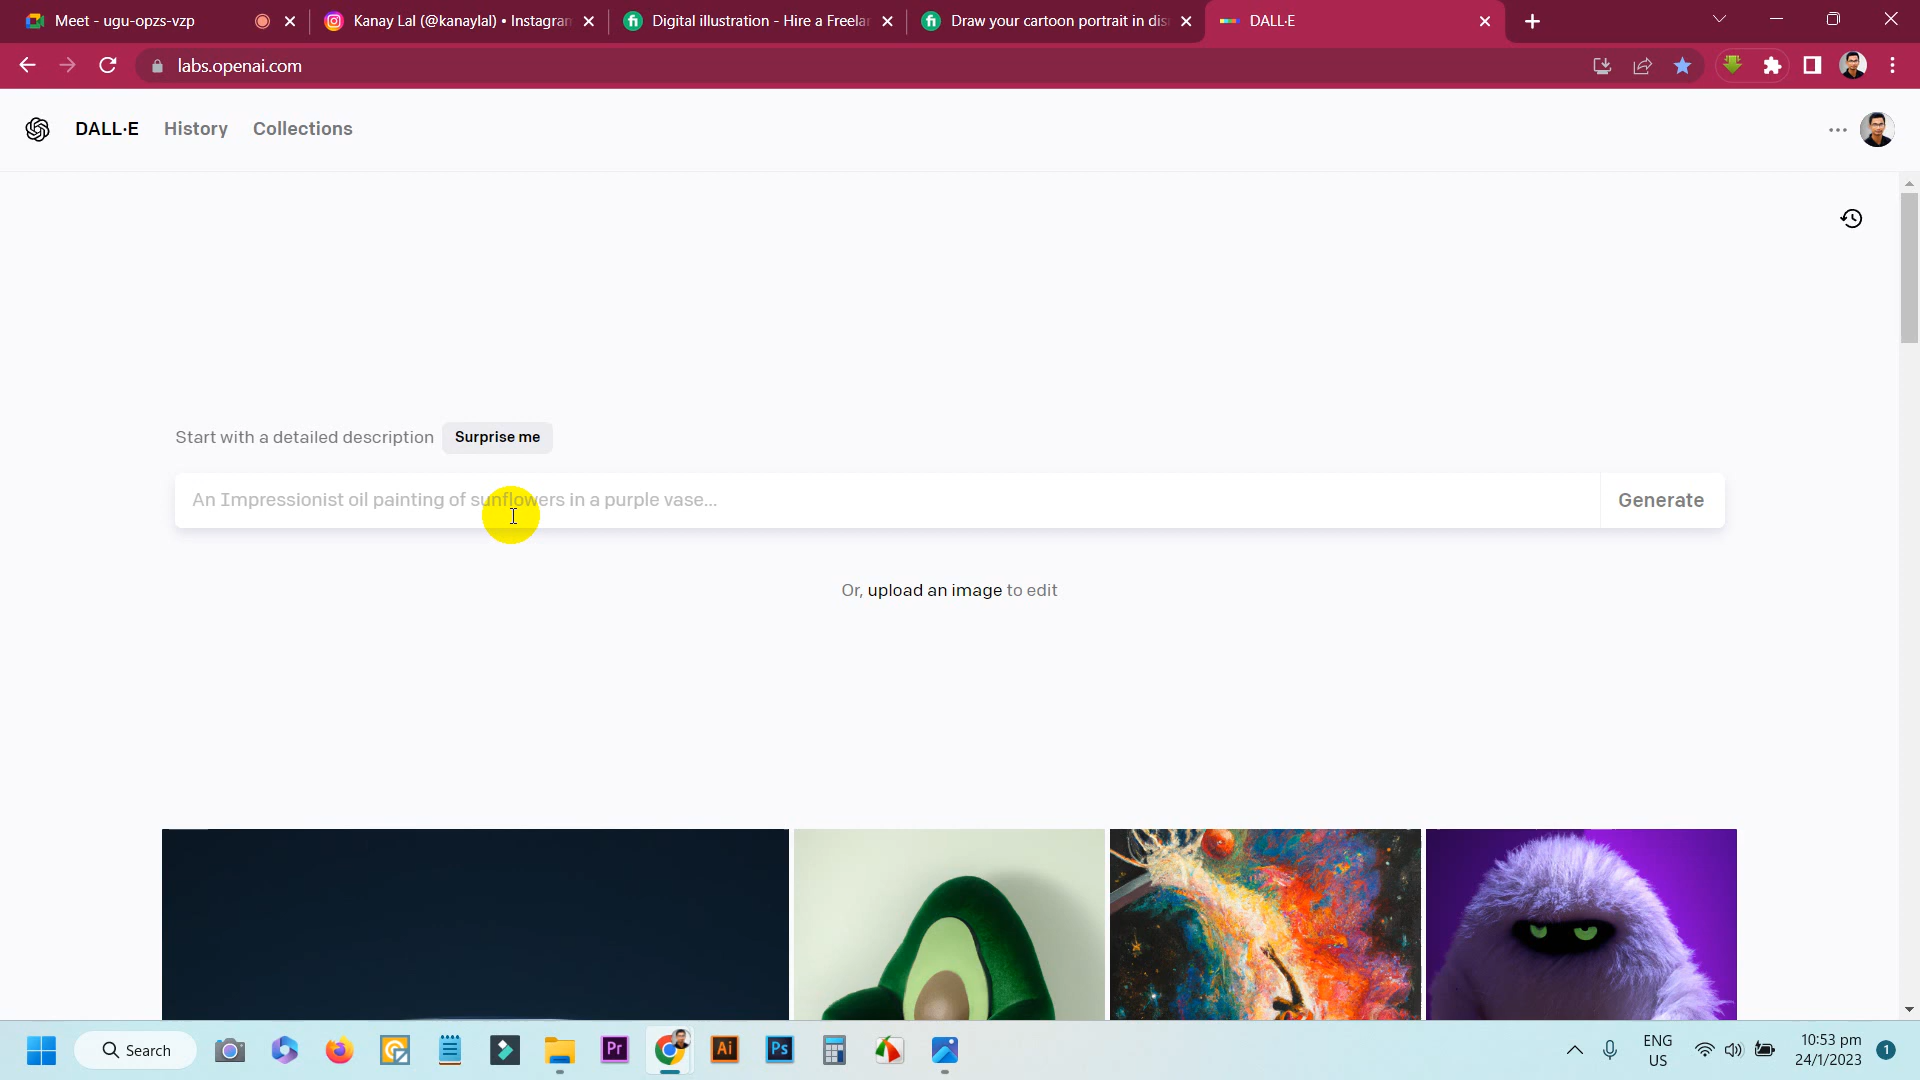 Meet - ugu-opzs-vzp
Kanay Lal (@kanaylal) • Instagram
Digital illustration - Hire a Freelan
Draw your cartoon portrait in dis
DALL·E
labs.openai.com
DALL·E
History
Collections
Start with a detailed description
Surprise me
An Impressionist oil painting of sunflowers in a purple vase...
Generate
Or, upload an image to edit
Search
Pr
Ai
Ps
ENG
US
10:53 pm
24/1/2023
1